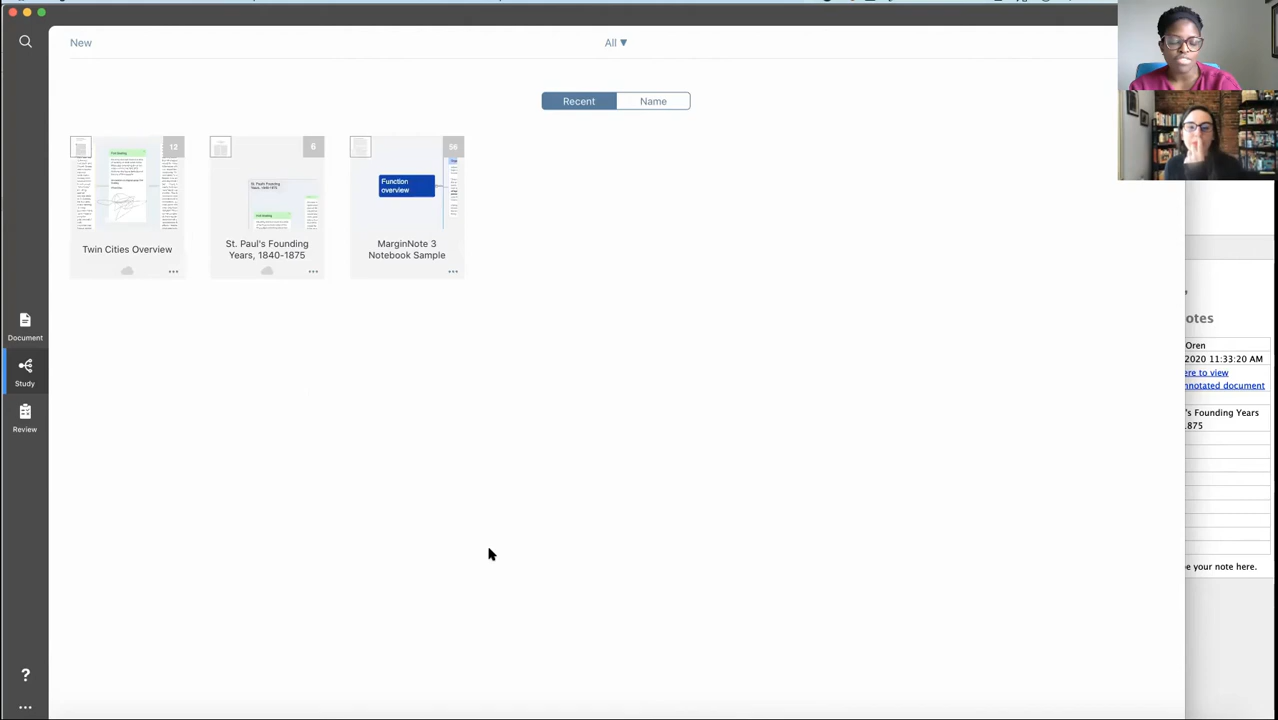 New
All ▼
Recent
Name
12
6
56
Function
overview
Twin Cities Overview
St. Paul's Founding
Years, 1840-1875
MarginNote 3
Notebook Sample
Document
Study
Review
?
otes
Oren
2020 11:33:20 AM
ere to view
nnotated document
's Founding Years
875
ee your note here.